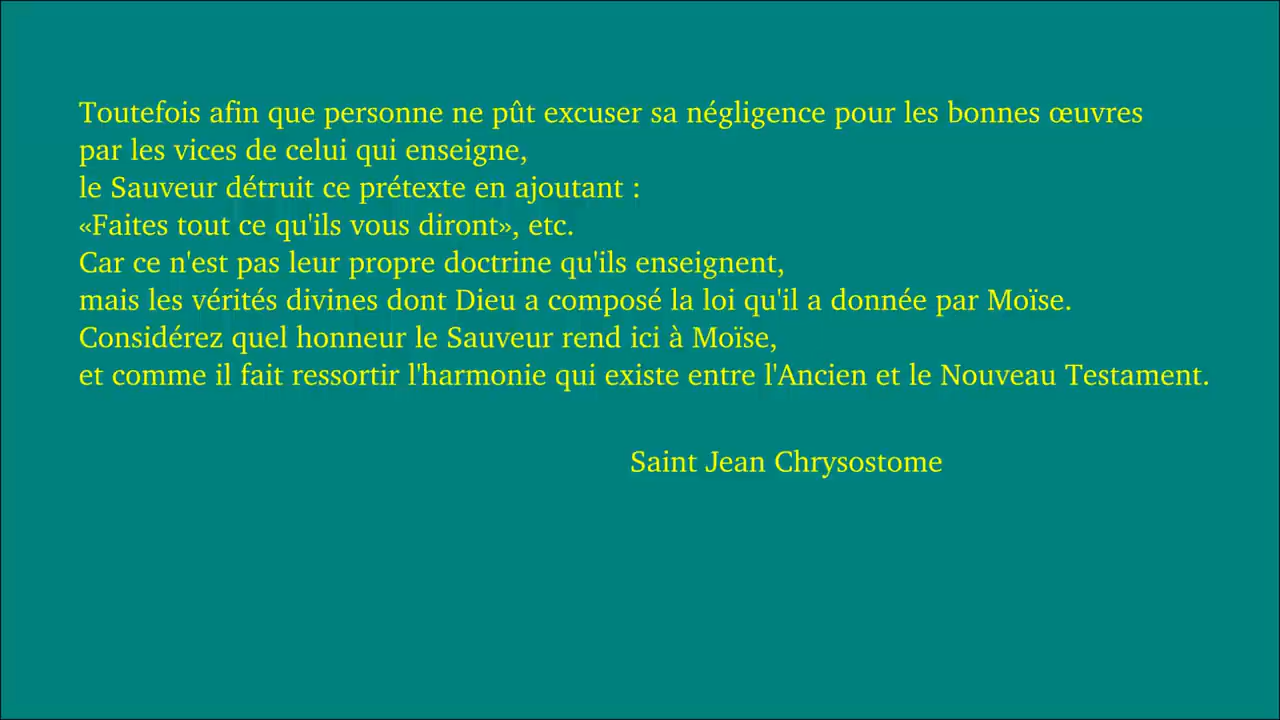 Toutefois afin que personne ne pût excuser sa négligence pour les bonnes œuvres
par les vices de celui qui enseigne,
le Sauveur détruit ce prétexte en ajoutant :
«Faites tout ce qu'ils vous diront», etc.
Car ce n'est pas leur propre doctrine qu'ils enseignent,
mais les vérités divines dont Dieu a composé la loi qu'il a donnée par Moïse.
Considérez quel honneur le Sauveur rend ici à Moïse,
et comme il fait ressortir l'harmonie qui existe entre l'Ancien et le Nouveau Testament.
Saint Jean Chrysostome